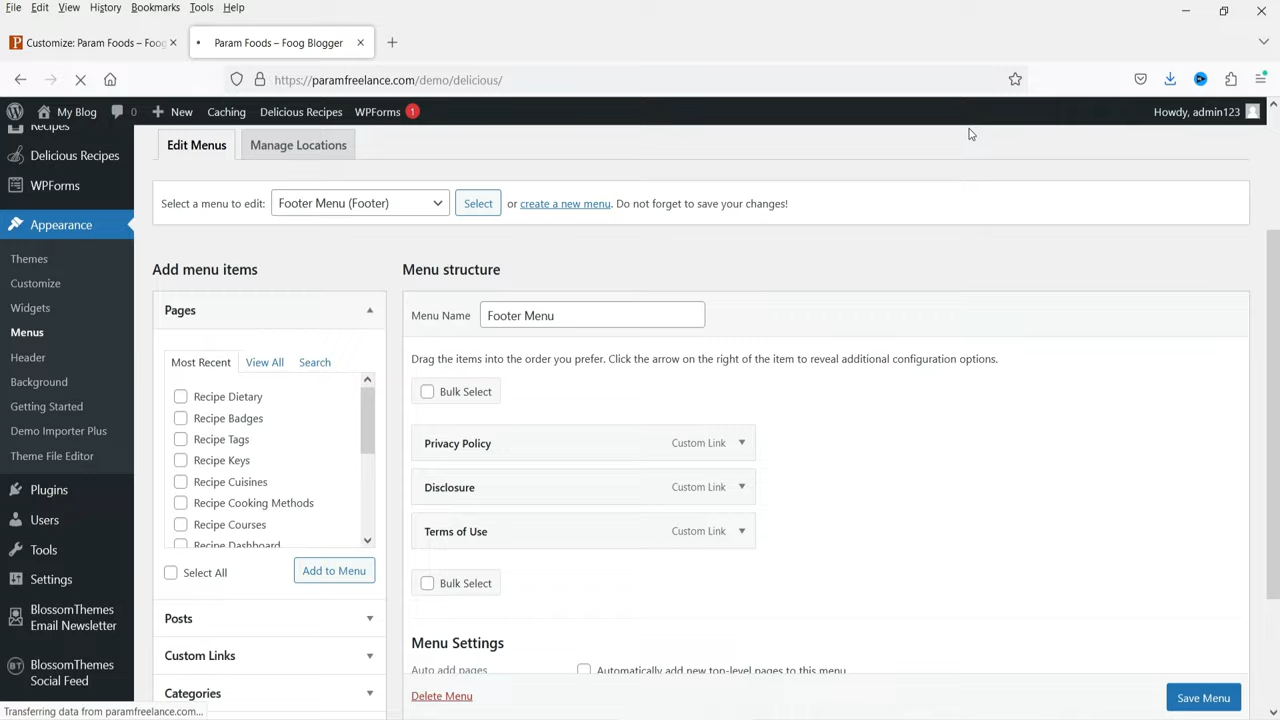 File Edit View History Bookmarks Tools Help
Customize: Param Foods – Foog
Param Foods – Foog Blogger
https://paramfreelance.com/demo/delicious/
My Blog 0 New Caching Delicious Recipes WPForms 1 Howdy, admin123
Recipes
Delicious Recipes
WPForms
Appearance
Themes
Customize
Widgets
Menus
Header
Background
Getting Started
Demo Importer Plus
Theme File Editor
Plugins
Users
Tools
Settings
BlossomThemes
Email Newsletter
BlossomThemes
Social Feed
Edit Menus Manage Locations
Select a menu to edit: Footer Menu (Footer) Select or create a new menu. Do not forget to save your changes!
Add menu items
Pages
Most Recent View All Search
Recipe Dietary
Recipe Badges
Recipe Tags
Recipe Keys
Recipe Cuisines
Recipe Cooking Methods
Recipe Courses
Recipe Dashboard
Select All Add to Menu
Posts
Custom Links
Categories
Menu structure
Menu Name Footer Menu
Drag the items into the order you prefer. Click the arrow on the right of the item to reveal additional configuration options.
Bulk Select
Privacy Policy Custom Link
Disclosure Custom Link
Terms of Use Custom Link
Bulk Select
Menu Settings
Auto add pages Automatically add new top-level pages to this menu
Delete Menu Save Menu
Transferring data from paramfreelance.com...